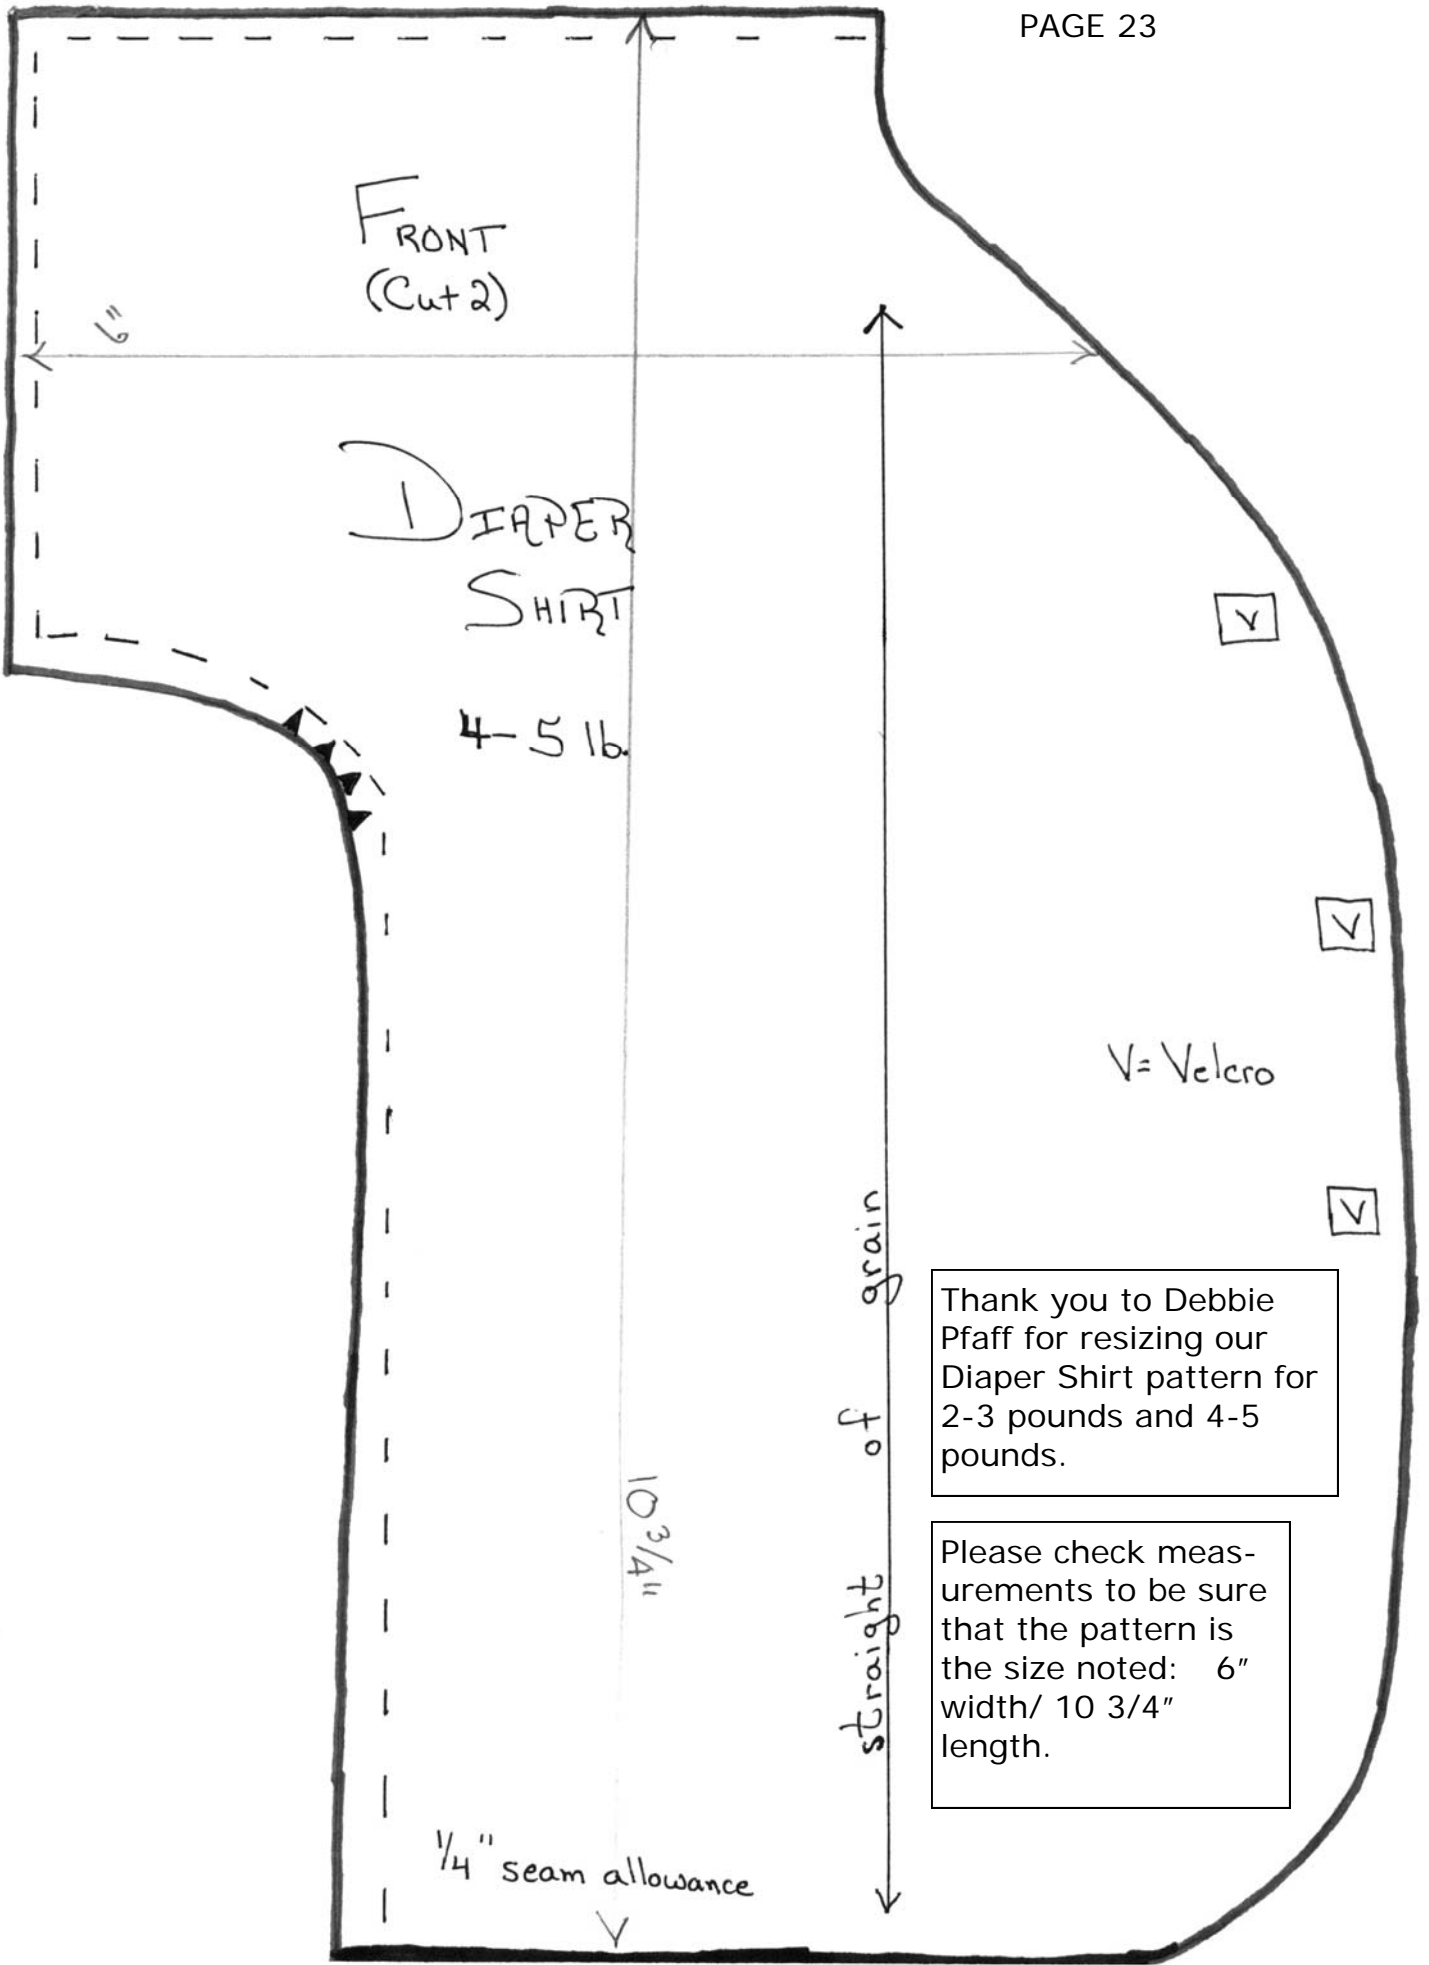 PAGE 23
FRONT
(Cut 2)
6"
DIAPER
SHIRT
4-5 lb.
V
V
V= Velcro
V
straight of grain
Thank you to Debbie
Pfaff for resizing our
Diaper Shirt pattern for
2-3 pounds and 4-5
pounds.
10 3/4"
Please check meas-
urements to be sure
that the pattern is
the size noted: 6"
width/ 10 3/4"
length.
1/4" seam allowance